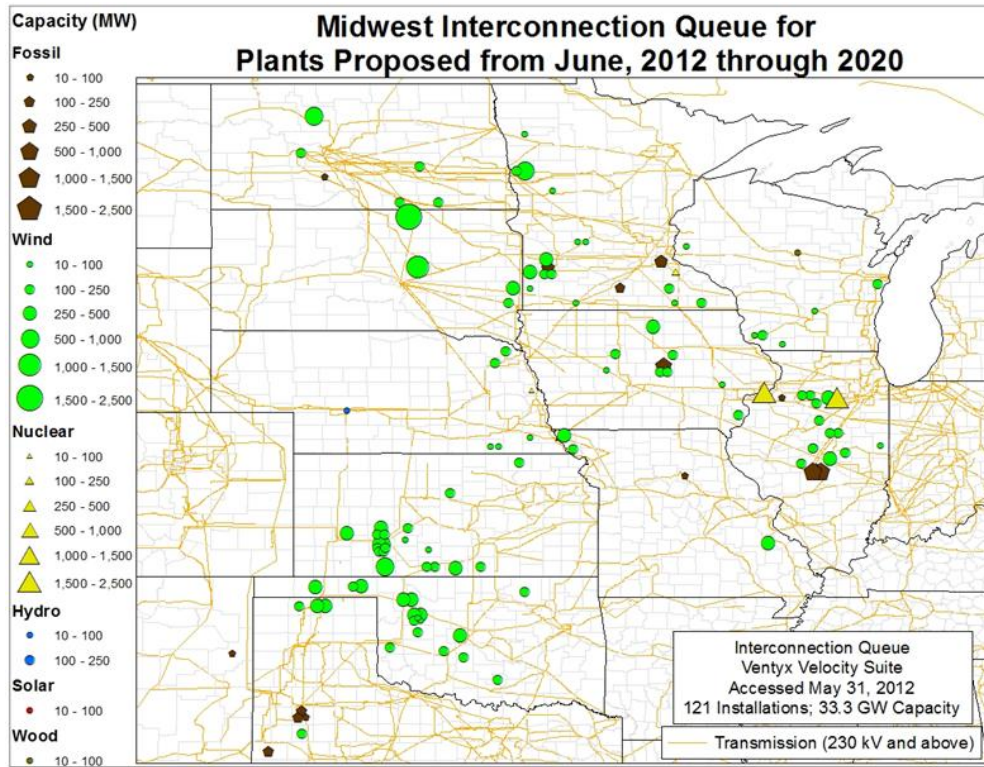 Midwest Interconnection Queue for
Plants Proposed from June, 2012 through 2020
Capacity (MW)
Fossil
10 - 100
100 - 250
250 - 500
500 - 1,000
1,000 - 1,500
1,500 - 2,500
Wind
10 - 100
100 - 250
250 - 500
500 - 1,000
1,000 - 1,500
1,500 - 2,500
Nuclear
10 - 100
100 - 250
250 - 500
500 - 1,000
1,000 - 1,500
1,500 - 2,500
Hydro
10 - 100
100 - 250
Solar
10 - 100
Wood
10 - 100
Interconnection Queue
Ventyx Velocity Suite
Accessed May 31, 2012
121 Installations; 33.3 GW Capacity
Transmission (230 kV and above)